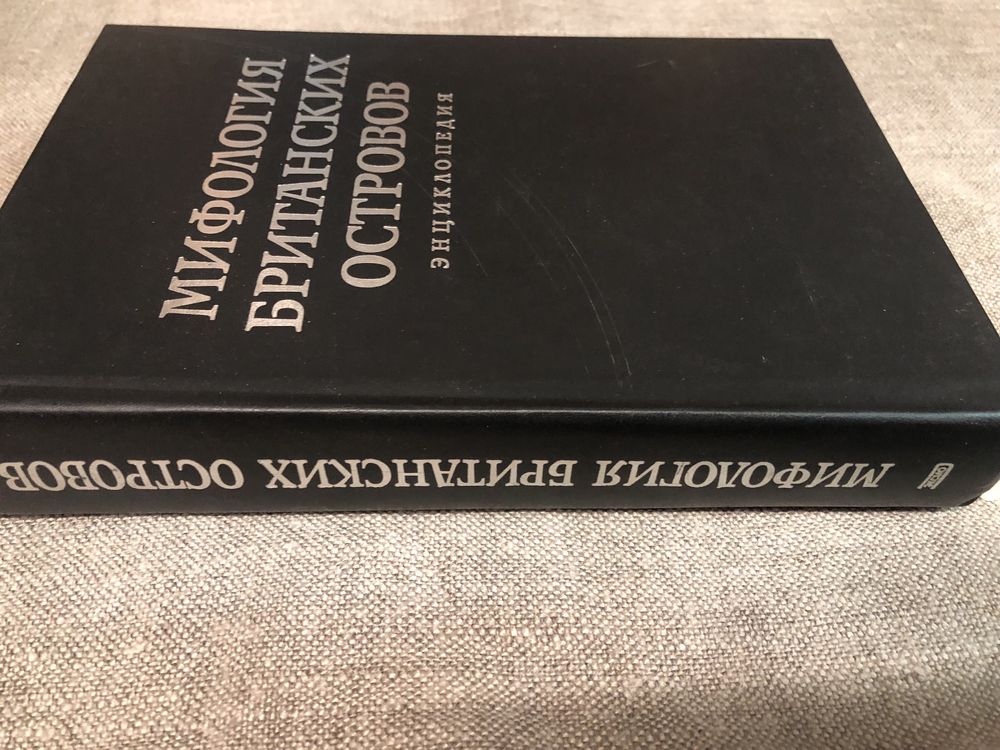 МИФОЛОГИЯ
БРИТАНСКИХ
ОСТРОВОВ
ЭНЦИКЛОПЕДИЯ
МИФОЛОГИЯ БРИТАНСКИХ ОСТРОВОВ